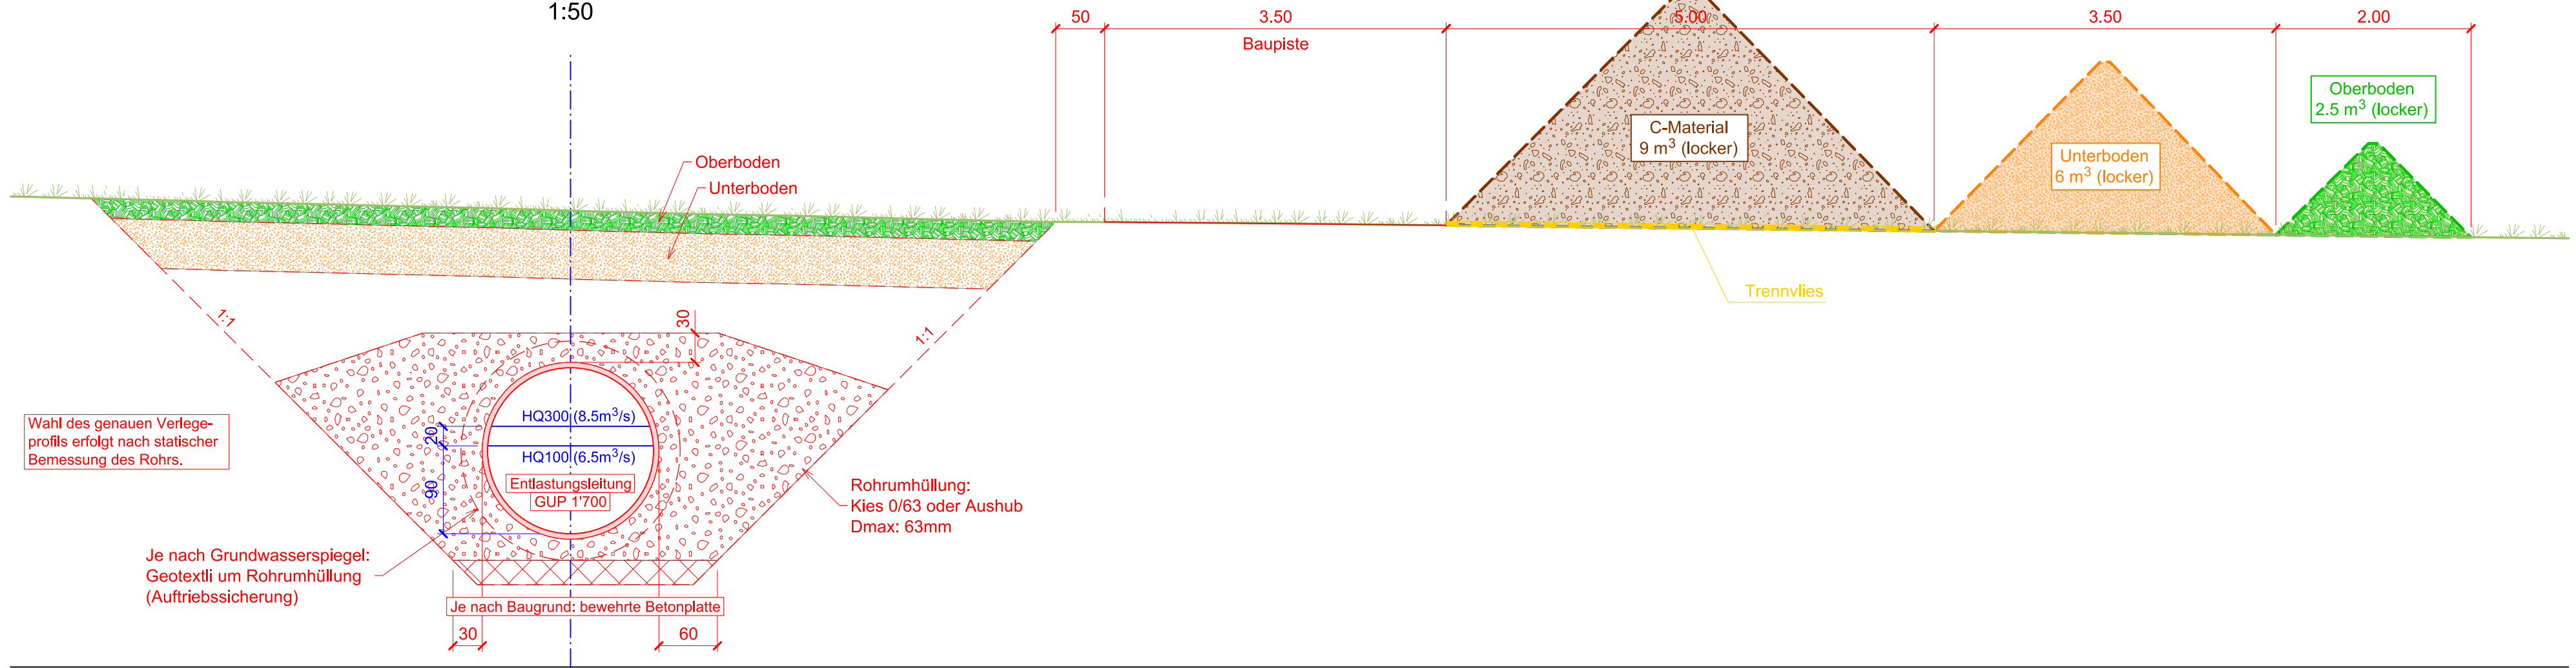 1:50
50
3.50
5.00
3.50
2.00
Baupiste
Oberboden
2.5 m³ (locker)
C-Material
9 m³ (locker)
Unterboden
6 m³ (locker)
Oberboden
Unterboden
Trennvlies
1:1
1:1
30
HQ300 (8.5m³/s)
20
HQ100 (6.5m³/s)
90
Entlastungsleitung
GUP 1'700
Wahl des genauen Verlege-
profils erfolgt nach statischer
Bemessung des Rohrs.
Rohrumhüllung:
Kies 0/63 oder Aushub
Dmax: 63mm
Je nach Grundwasserspiegel:
Geotextli um Rohrumhüllung
(Auftriebssicherung)
Je nach Baugrund: bewehrte Betonplatte
30
60